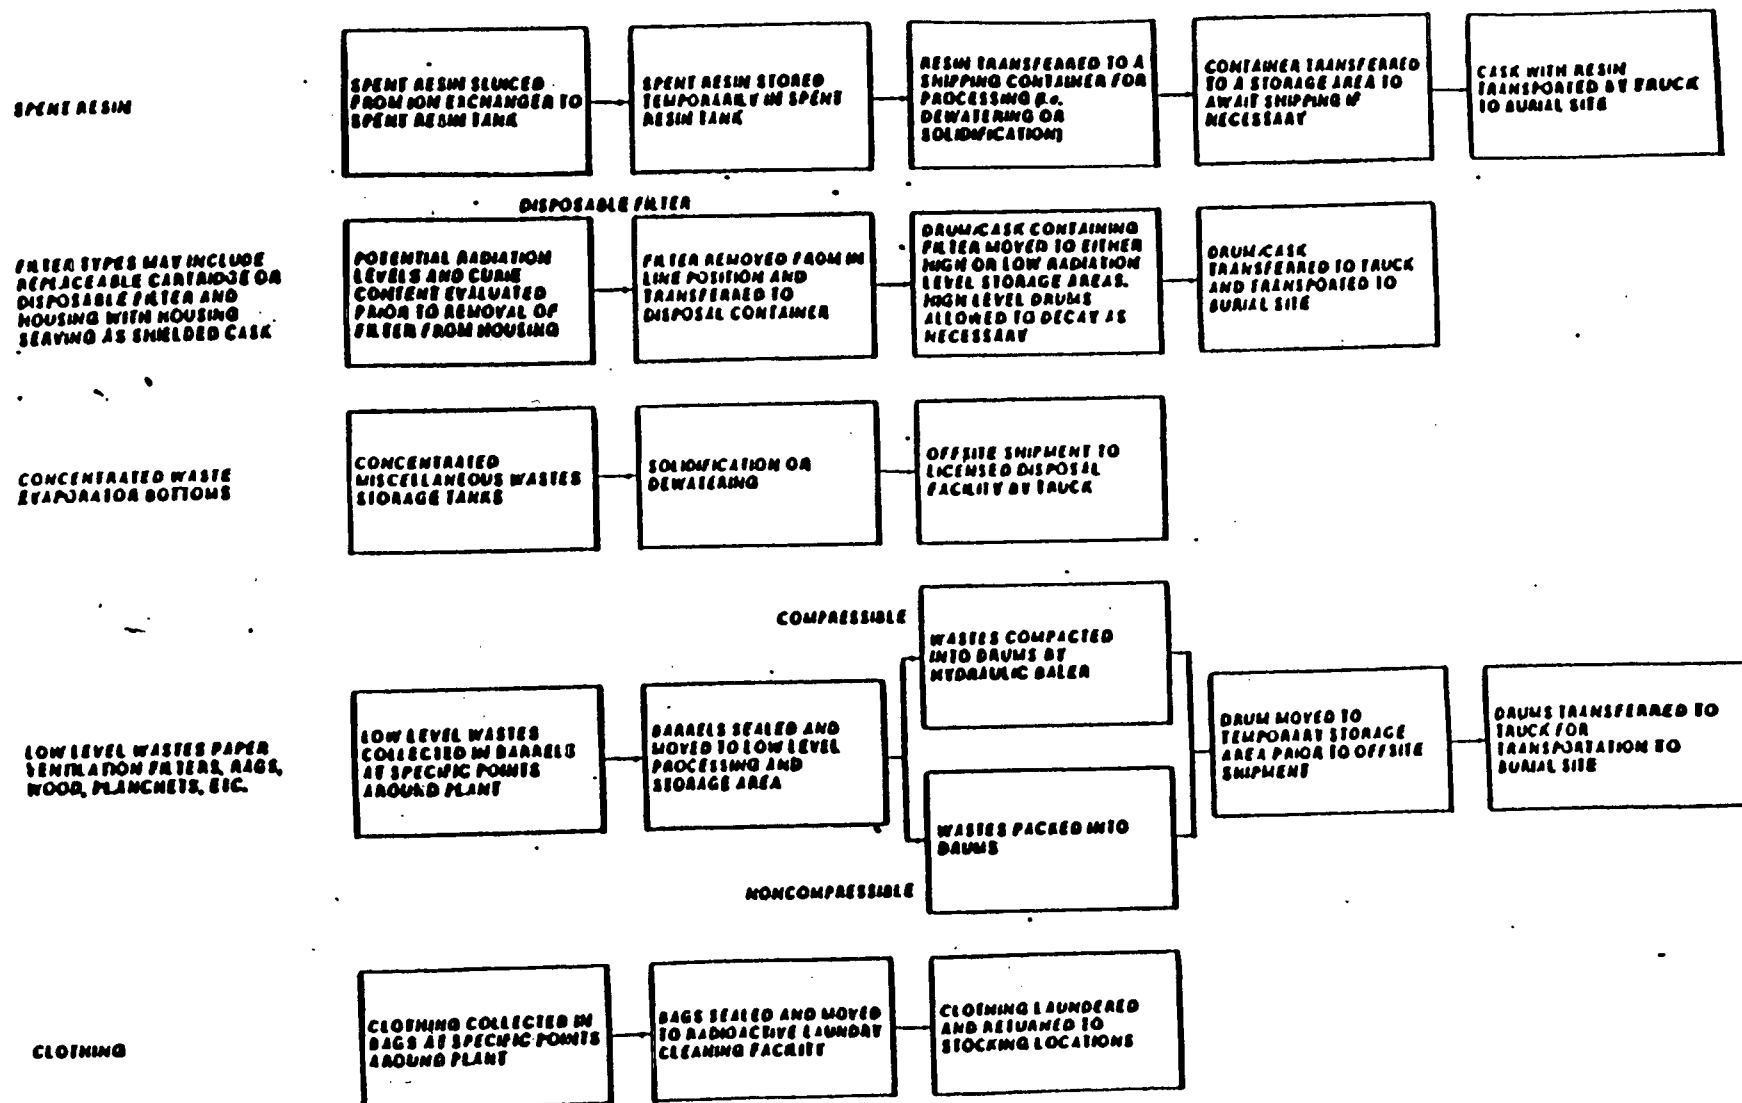 SPENT RESIN
SPENT RESIN SLUICED
FROM ION EXCHANGER TO
SPENT RESIN TANK
SPENT RESIN STORED
TEMPORARILY IN SPENT
RESIN TANK
RESIN TRANSFERRED TO A
SHIPPING CONTAINER FOR
PROCESSING (i.e.
DEWATERING OR
SOLIDIFICATION)
CONTAINER TRANSFERRED
TO A STORAGE AREA TO
AWAIT SHIPPING IF
NECESSARY
CASK WITH RESIN
TRANSPORTED BY TRUCK
TO BURIAL SITE
DISPOSABLE FILTER
FILTER TYPES MAY INCLUDE
REPLACEABLE CARTRIDGE OR
DISPOSABLE FILTER AND
HOUSING WITH HOUSING
SERVING AS SHIELDED CASK
POTENTIAL RADIATION
LEVELS AND CURIE
CONTENT EVALUATED
PRIOR TO REMOVAL OF
FILTER FROM HOUSING
FILTER REMOVED FROM IN
LINE POSITION AND
TRANSFERRED TO
DISPOSAL CONTAINER
DRUM/CASK CONTAINING
FILTER MOVED TO EITHER
HIGH OR LOW RADIATION
LEVEL STORAGE AREAS.
HIGH LEVEL DRUMS
ALLOWED TO DECAY AS
NECESSARY
DRUM/CASK
TRANSFERRED TO TRUCK
AND TRANSPORTED TO
BURIAL SITE
CONCENTRATED WASTE
EVAPORATOR BOTTOMS
CONCENTRATED
MISCELLANEOUS WASTES
STORAGE TANKS
SOLIDIFICATION OR
DEWATERING
OFFSITE SHIPMENT TO
LICENSED DISPOSAL
FACILITY BY TRUCK
LOW LEVEL WASTES PAPER
VENTILATION FILTERS, RAGS,
WOOD, PLANCHETS, ETC.
LOW LEVEL WASTES
COLLECTED IN BARRELS
AT SPECIFIC POINTS
AROUND PLANT
BARRELS SEALED AND
MOVED TO LOW LEVEL
PROCESSING AND
STORAGE AREA
COMPRESSIBLE
WASTES COMPACTED
INTO DRUMS BY
HYDRAULIC BALER
NONCOMPRESSIBLE
WASTES PACKED INTO
DRUMS
DRUM MOVED TO
TEMPORARY STORAGE
AREA PRIOR TO OFFSITE
SHIPMENT
DRUMS TRANSFERRED TO
TRUCK FOR
TRANSPORTATION TO
BURIAL SITE
CLOTHING
CLOTHING COLLECTED IN
BAGS AT SPECIFIC POINTS
AROUND PLANT
BAGS SEALED AND MOVED
TO RADIOACTIVE LAUNDRY
CLEANING FACILITY
CLOTHING LAUNDERED
AND RETURNED TO
STOCKING LOCATIONS